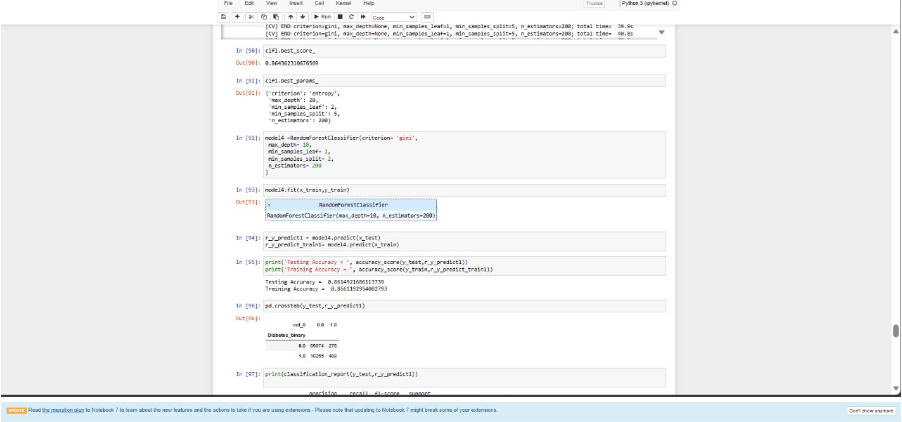 File Edit View Insert Cell Kernel Help Trusted Python 3 (ipykernel)
Run Code
[CV] END criterion=gini, max_depth=None, min_samples_leaf=1, min_samples_split=5, n_estimators=200; total time= 39.9s
[CV] END criterion=gini, max_depth=None, min_samples_leaf=1, min_samples_split=5, n_estimators=200; total time= 40.8s
In [90]: clf1.best_score_
Out[90]: 0.864362310676569
In [91]: clf1.best_params_
Out[91]: {'criterion': 'entropy',
'max_depth': 20,
'min_samples_leaf': 2,
'min_samples_split': 5,
'n_estimators': 200}
In [92]: model4 =RandomForestClassifier(criterion= 'gini',
max_depth= 10,
min_samples_leaf= 1,
min_samples_split= 2,
n_estimators= 200
)
In [93]: model4.fit(x_train,y_train)
Out[93]:
RandomForestClassifier
RandomForestClassifier(max_depth=10, n_estimators=200)
In [94]: r_y_predict1 = model4.predict(x_test)
r_y_predict_train1= model4.predict(x_train)
In [95]: print('Testing Accuracy = ', accuracy_score(y_test,r_y_predict1))
print('Training Accuracy = ', accuracy_score(y_train,r_y_predict_train1))
Testing Accuracy = 0.8614921686113739
Training Accuracy = 0.8661192954002793
In [96]: pd.crosstab(y_test,r_y_predict1)
Out[96]:
col_0 0.0 1.0
Diabetes_binary
0.0 276
1.0 10265
In [97]: print(classification_report(y_test,r_y_predict1))
precision recall f1-score support
UPDATE Read the migration plan to Notebook 7 to learn about the new features and the actions to take if you are using extensions - Please note that updating to Notebook 7 might break some of your extensions. Don't show anymore